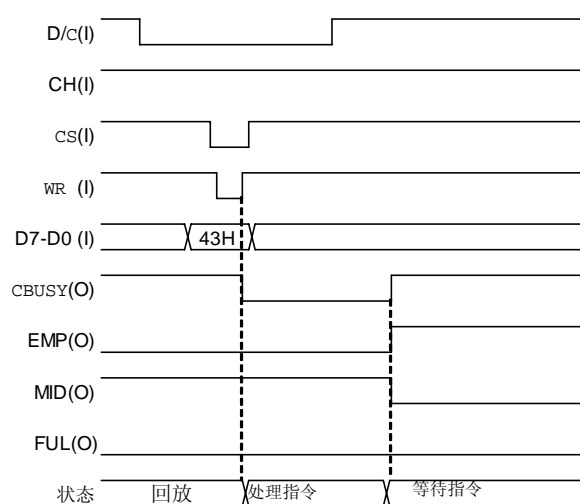 D/C(I)
CH(I)
CS(I)
WR (I)
D7-D0 (I) 43H
CBUSY(O)
EMP(O)
MID(O)
FUL(O)
状态 回放 处理指令 等待指令